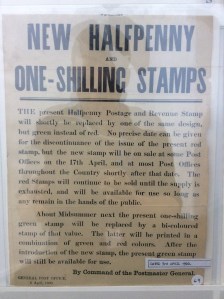 NEW HALFPENNY
AND
ONE-SHILLING STAMPS
THE present Halfpenny Postage and Revenue Stamp
will shortly be replaced by one of the same design,
but green instead of red. No precise date can be given
for the discontinuance of the issue of the present red
stamp, but the new stamp will be on sale at some Post
Offices on the 17th April, and at most Post Offices
throughout the Country shortly after that date. The
red Stamps will continue to be sold until the supply is
exhausted, and will be available for use so long as
any remain in the hands of the public.
About Midsummer next the present one-shilling
green stamp will be replaced by a bi-coloured
stamp of that value. The latter will be printed in a
combination of green and red colours. After the
introduction of the new stamp, the present green stamp
will still be available for use.
By Command of the Postmaster General.
GENERAL POST OFFICE,
April, 1900.